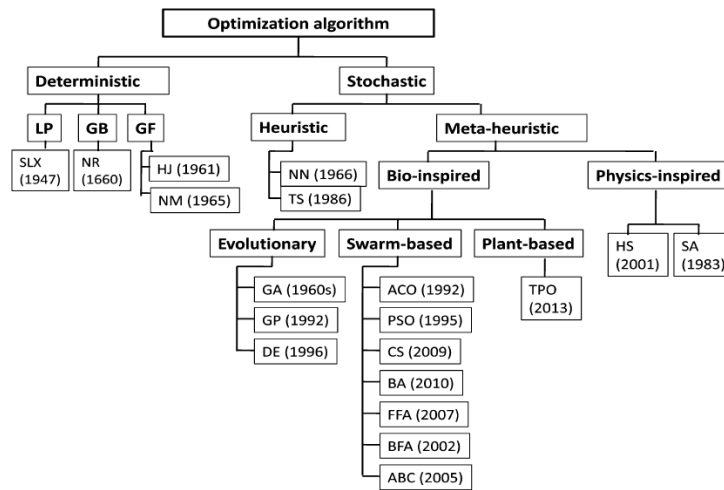 Optimization algorithm
Deterministic
Stochastic
LP
GB
GF
Heuristic
Meta-heuristic
SLX
(1947)
NR
(1660)
HJ (1961)
NM (1965)
NN (1966)
TS (1986)
Bio-inspired
Physics-inspired
Evolutionary
Swarm-based
Plant-based
HS
(2001)
SA
(1983)
GA (1960s)
GP (1992)
DE (1996)
ACO (1992)
PSO (1995)
CS (2009)
BA (2010)
FFA (2007)
BFA (2002)
ABC (2005)
TPO
(2013)